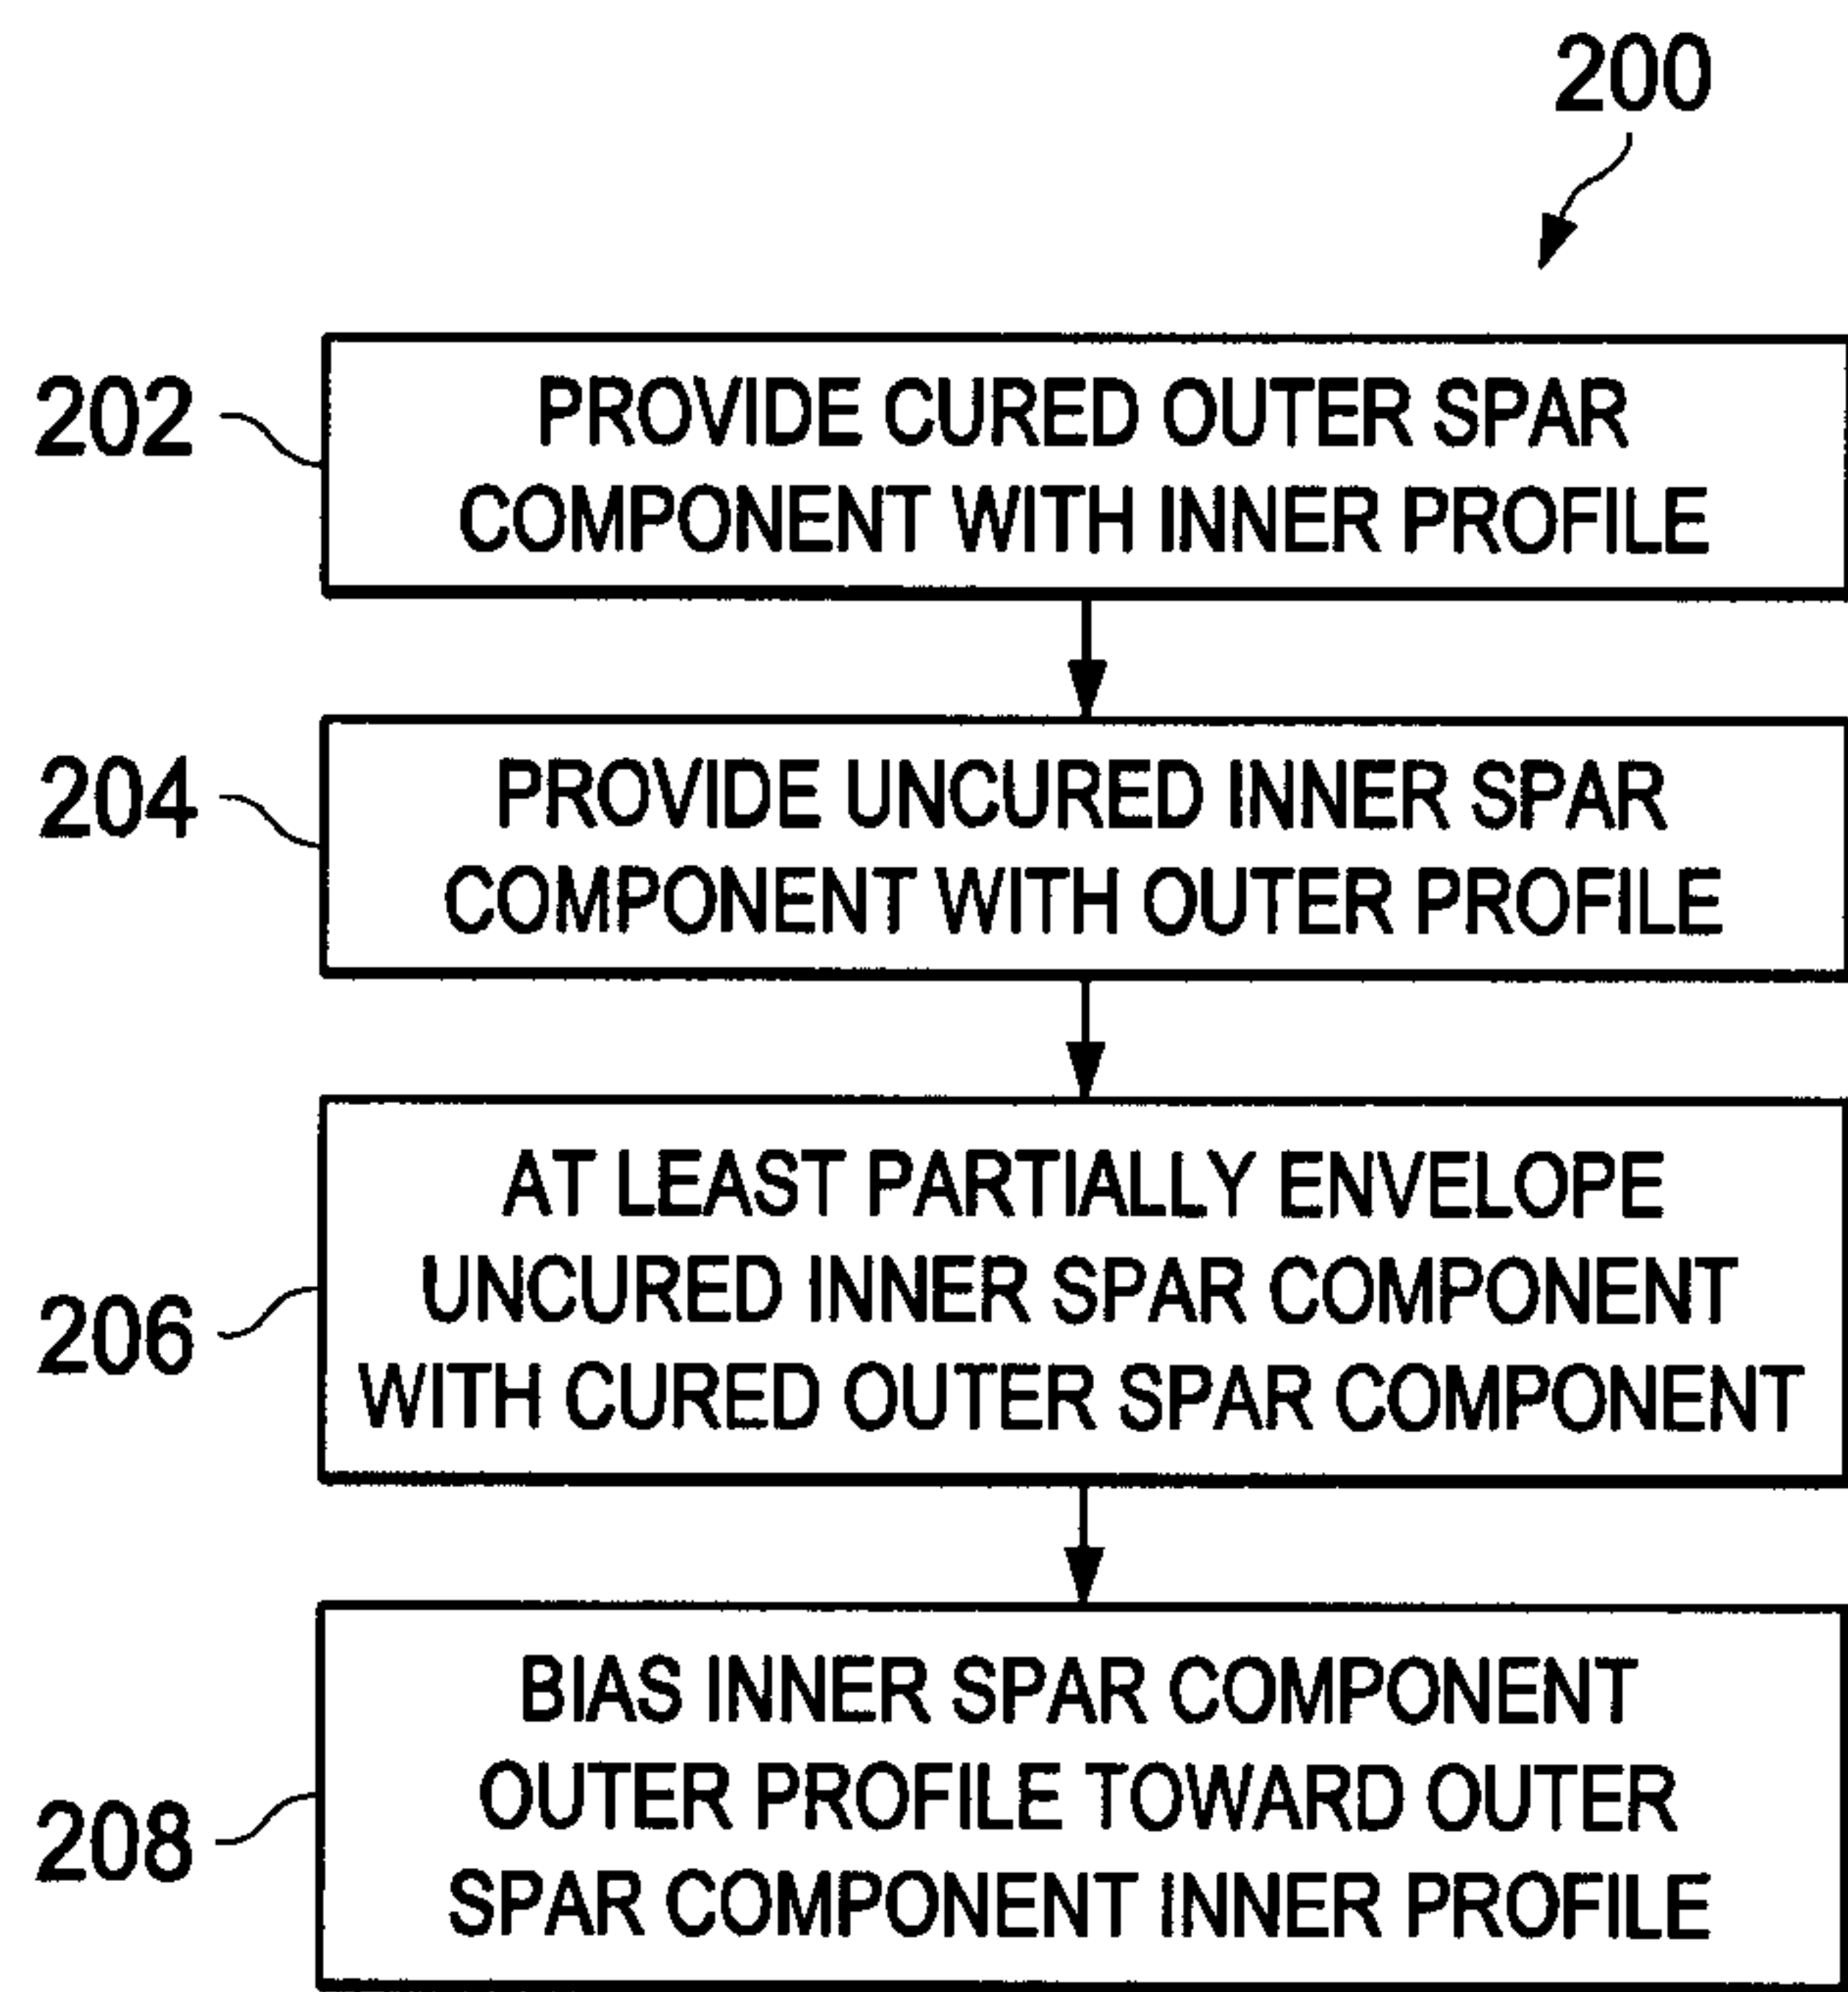 200
202
PROVIDE CURED OUTER SPAR
COMPONENT WITH INNER PROFILE
204
PROVIDE UNCURED INNER SPAR
COMPONENT WITH OUTER PROFILE
206
AT LEAST PARTIALLY ENVELOPE
UNCURED INNER SPAR COMPONENT
WITH CURED OUTER SPAR COMPONENT
208
BIAS INNER SPAR COMPONENT
OUTER PROFILE TOWARD OUTER
SPAR COMPONENT INNER PROFILE